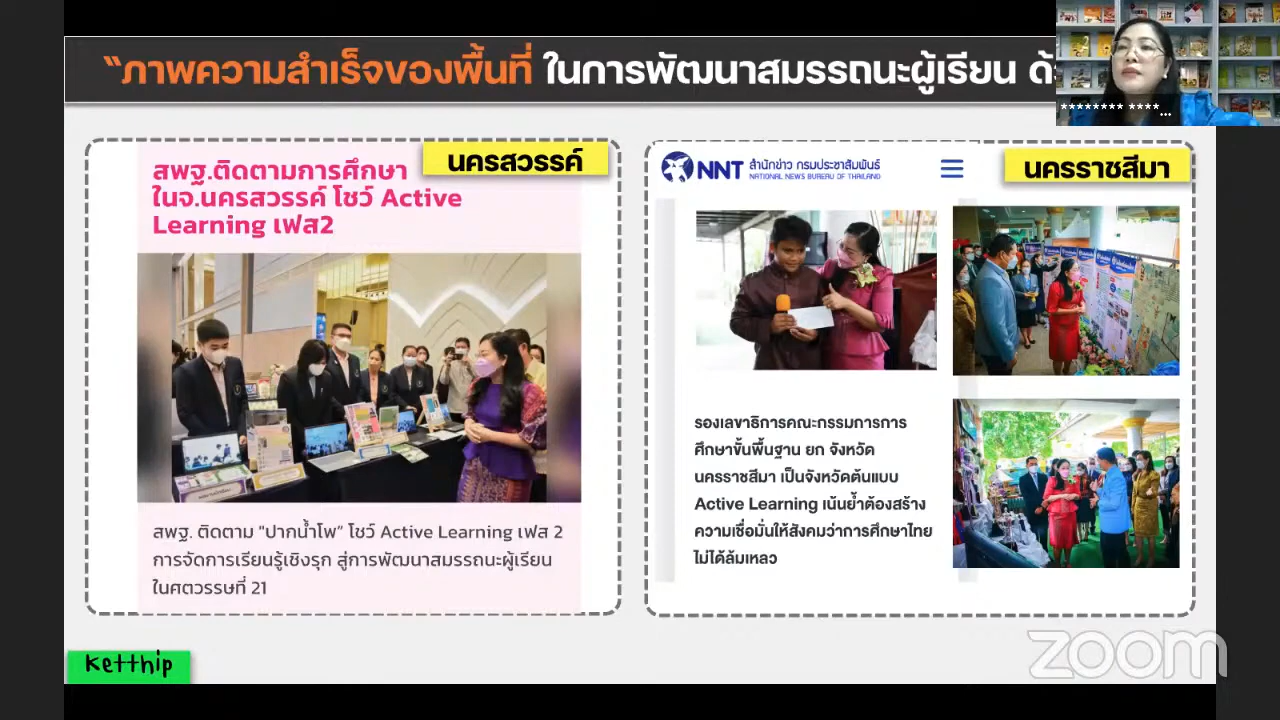 “ภาพความสำเร็จของพื้นที่ ในการพัฒนาสมรรถนะผู้เรียน
******** ****...
นครสวรรค์
สพฐ.ติดตามการศึกษา
ในจ.นครสวรรค์ โชว์ Active
Learning เฟส2
สพฐ. ติดตาม "ปากน้ำโพ” โชว์ Active Learning เฟส 2
การจัดการเรียนรู้เชิงรุก สู่การพัฒนาสมรรถนะผู้เรียน
ในศตวรรษที่ 21
NNT สำนักข่าว กรมประชาสัมพันธ์
NATIONAL NEWS BUREAU OF THAILAND
นครราชสีมา
รองเลขาธิการคณะกรรมการการ
ศึกษาขั้นพื้นฐาน ยก จังหวัด
นครราชสีมา เป็นจังหวัดต้นแบบ
Active Learning เน้นย้ำต้องสร้าง
ความเชื่อมั่นให้สังคมว่าการศึกษาไทย
ไม่ได้ล้มเหลว
Ketthip
zoom